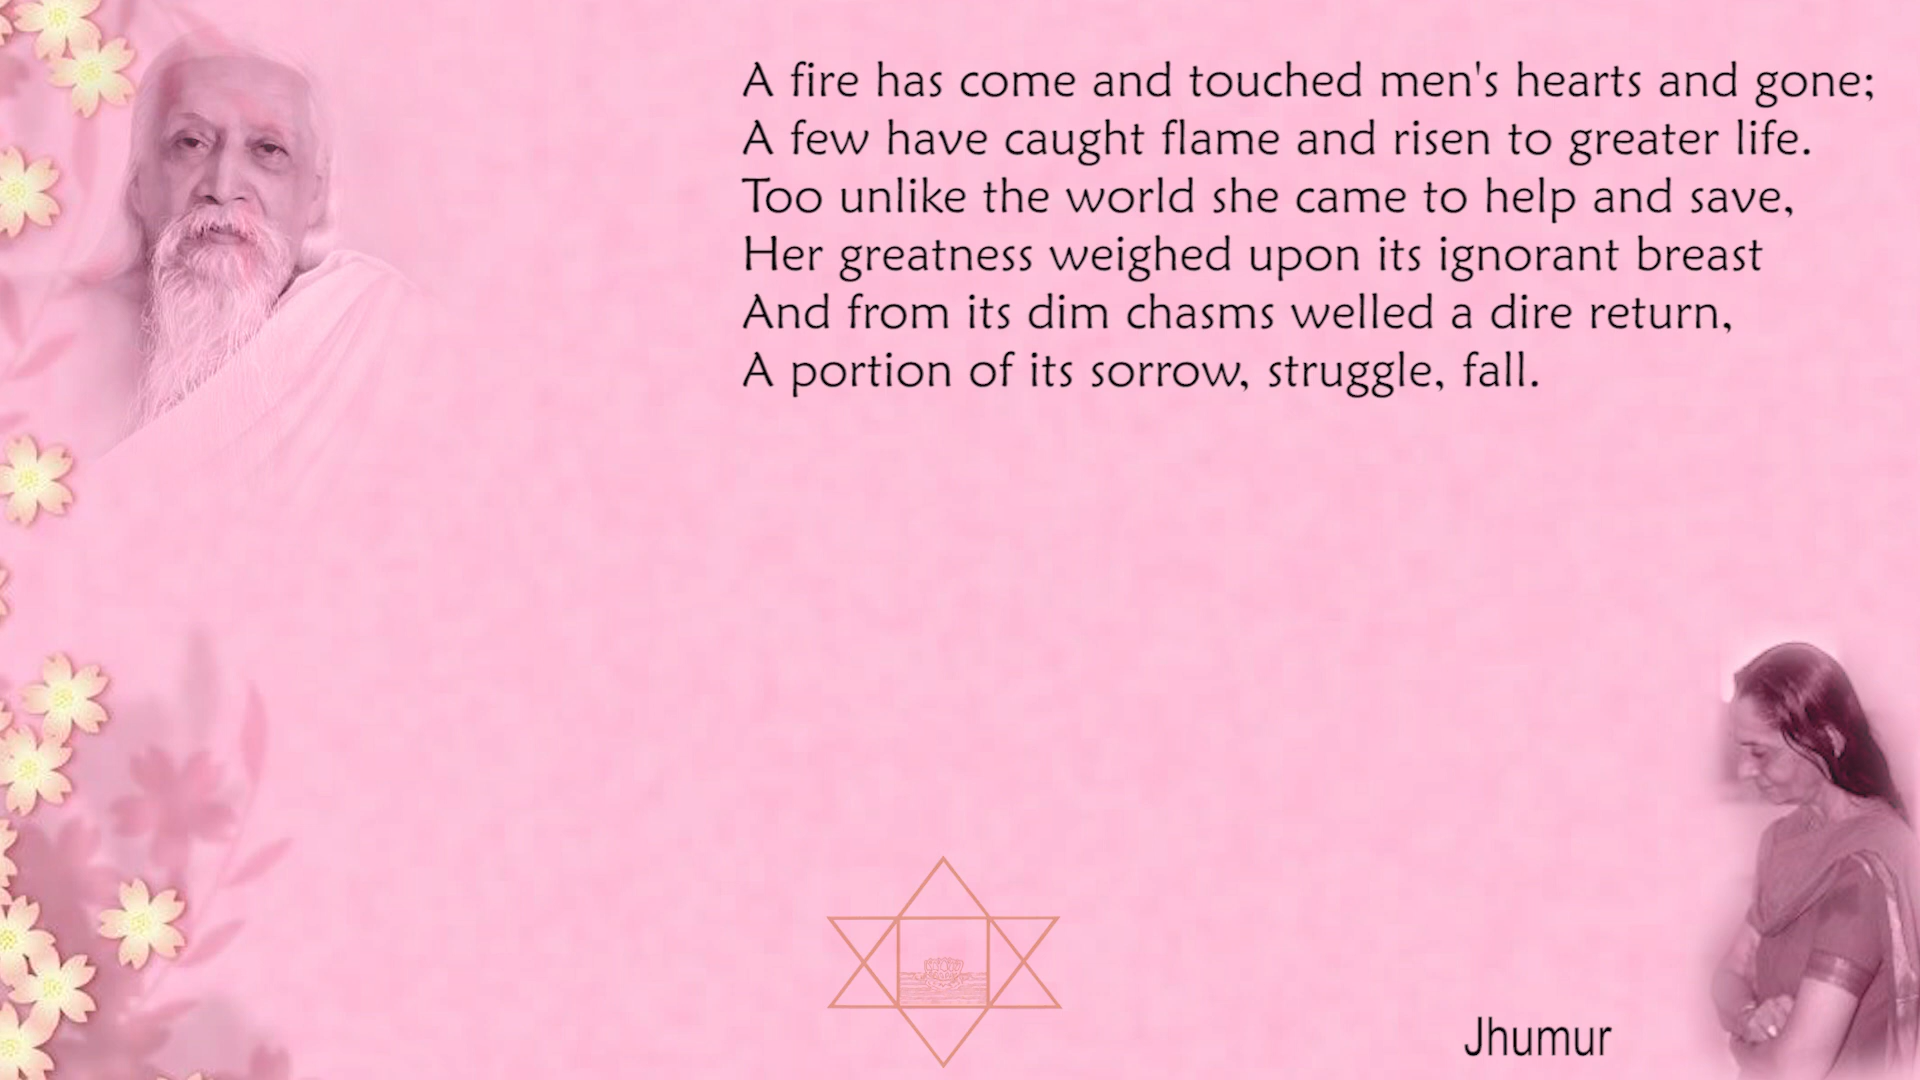 A fire has come and touched men's hearts and gone;
A few have caught flame and risen to greater life.
Too unlike the world she came to help and save,
Her greatness weighed upon its ignorant breast
And from its dim chasms welled a dire return,
A portion of its sorrow, struggle, fall.
Jhumur